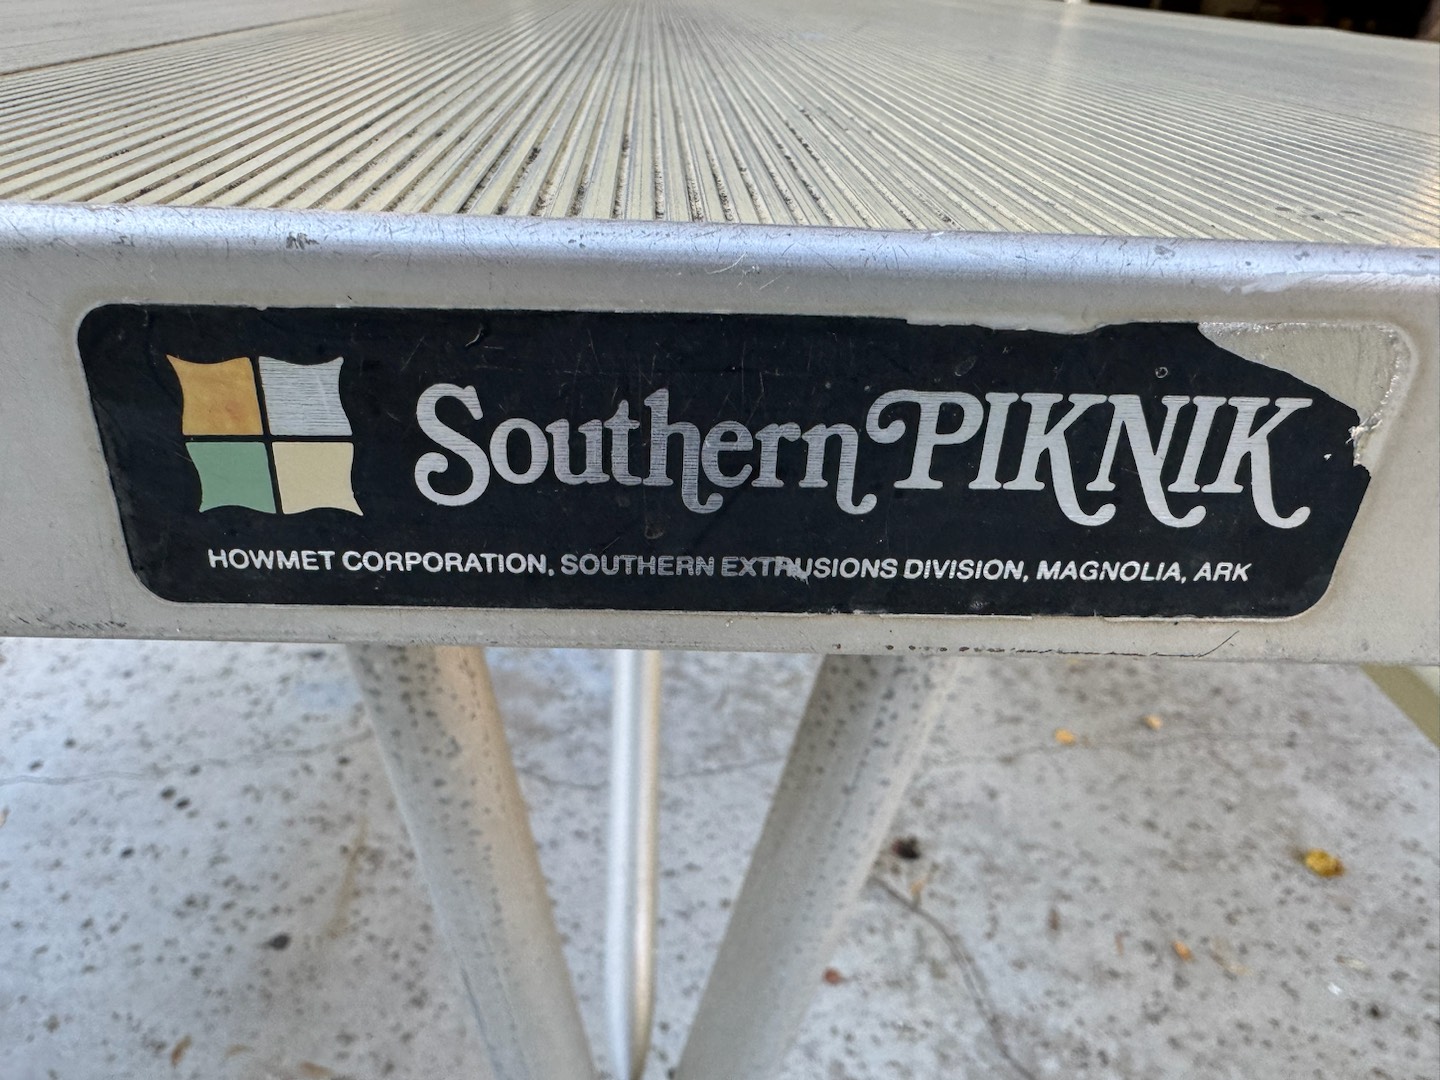 Southern PIKNIK
HOWMET CORPORATION, SOUTHERN EXTRUSIONS DIVISION, MAGNOLIA, ARK